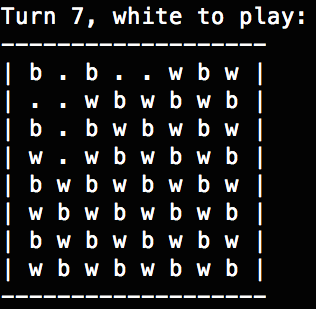 Turn 7, white to play:
-------------------
| b . b . . w b w |
| . . w b w b w b |
| b . b w b w b w |
| w . w b w b w b |
| b w b w b w b w |
| w b w b w b w b |
| b w b w b w b w |
| w b w b w b w b |
-------------------